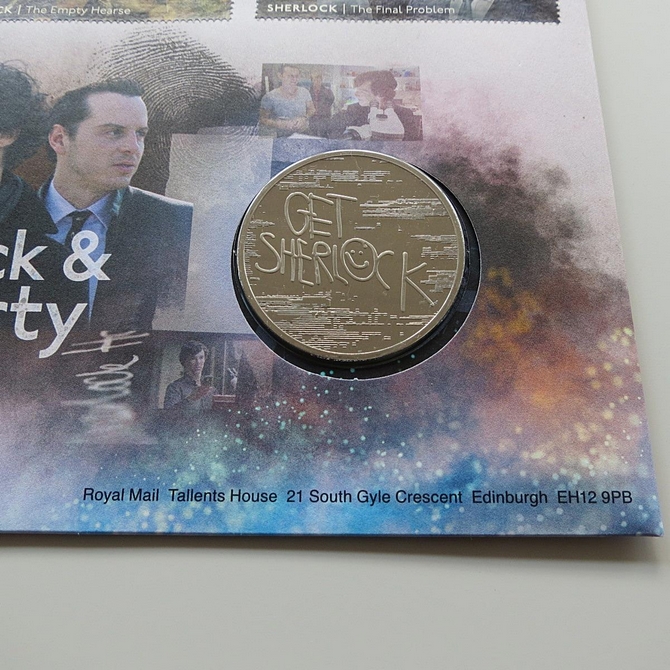 CK | The Empty Hearse
SHERLOCK | The Final Problem
GET
SHERLOCK
ck &
rty
Royal Mail Tallents House 21 South Gyle Crescent Edinburgh EH12 9PB